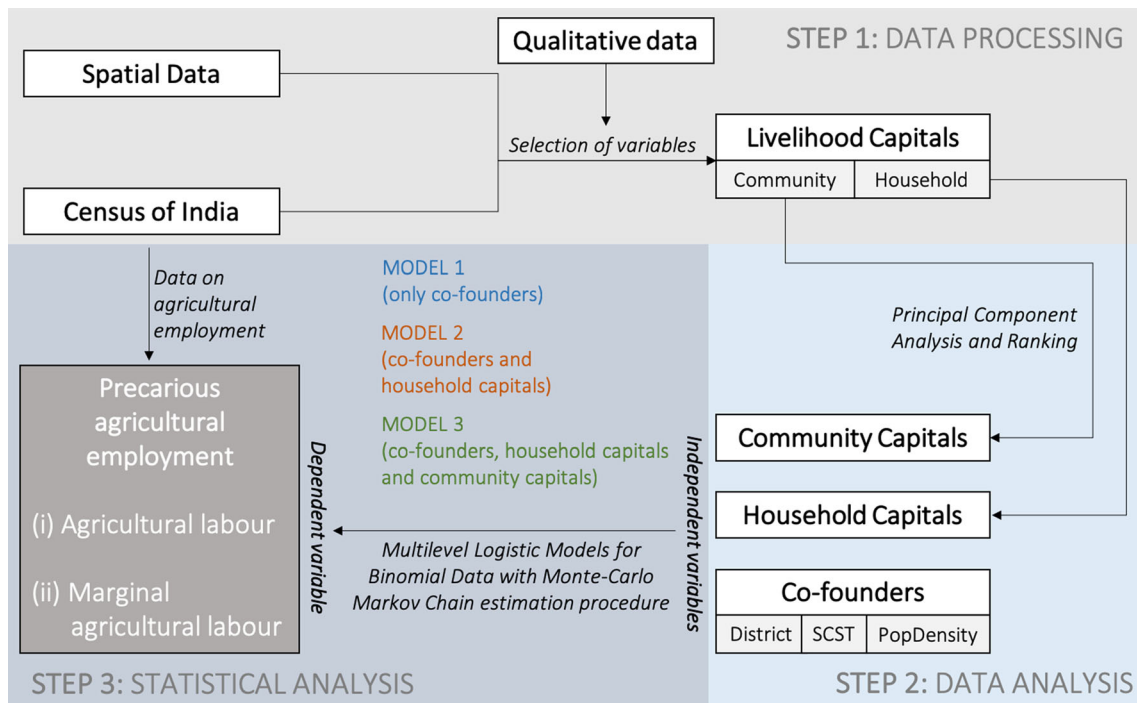 STEP 1: DATA PROCESSING
Qualitative data
Spatial Data
Selection of variables
Livelihood Capitals
Community
Household
Census of India
Data on
agricultural
employment
MODEL 1
(only co-founders)
MODEL 2
(co-founders and
household capitals)
MODEL 3
(co-founders, household capitals
and community capitals)
Principal Component
Analysis and Ranking
Precarious
agricultural
employment
(i) Agricultural labour
(ii) Marginal
agricultural labour
Dependent variable
Independent variables
Multilevel Logistic Models for
Binomial Data with Monte-Carlo
Markov Chain estimation procedure
Community Capitals
Household Capitals
Co-founders
District
SCST
PopDensity
STEP 3: STATISTICAL ANALYSIS
STEP 2: DATA ANALYSIS